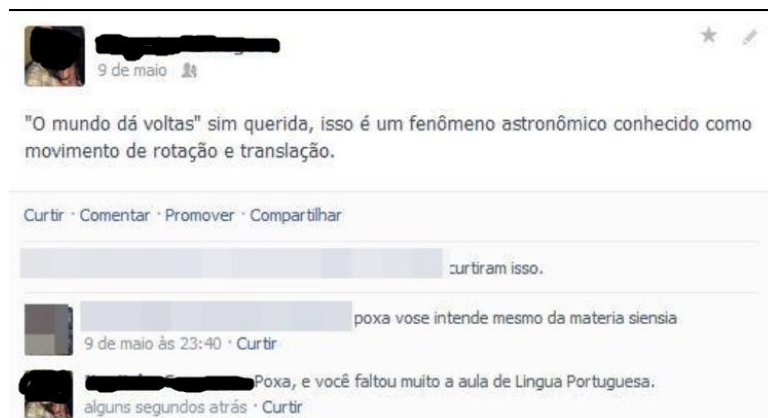 9 de maio
"O mundo dá voltas" sim querida, isso é um fenômeno astronômico conhecido como
movimento de rotação e translação.
Curtir · Comentar · Promover · Compartilhar
curtiram isso.
poxa vose intende mesmo da materia siensia
9 de maio às 23:40 · Curtir
Poxa, e você faltou muito a aula de Lingua Portuguesa.
alguns segundos atrás · Curtir